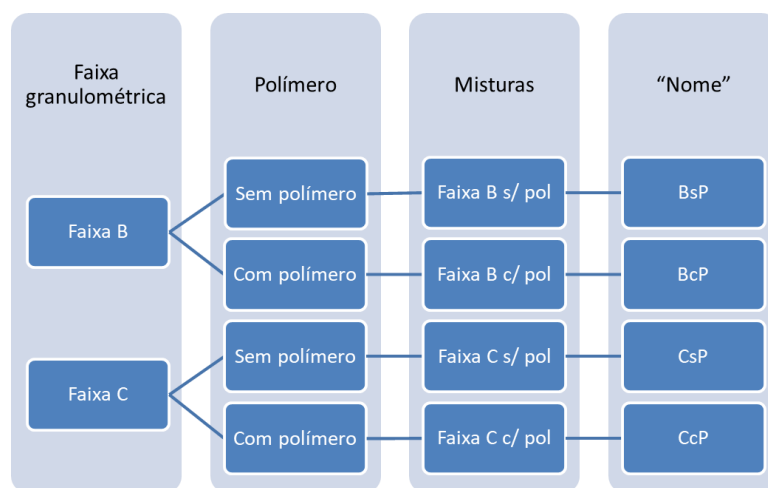 Faixa
granulométrica
Polímero
Misturas
“Nome”
Faixa B
Sem polímero
Faixa B s/ pol
BsP
Com polímero
Faixa B c/ pol
BcP
Faixa C
Sem polímero
Faixa C s/ pol
CsP
Com polímero
Faixa C c/ pol
CcP